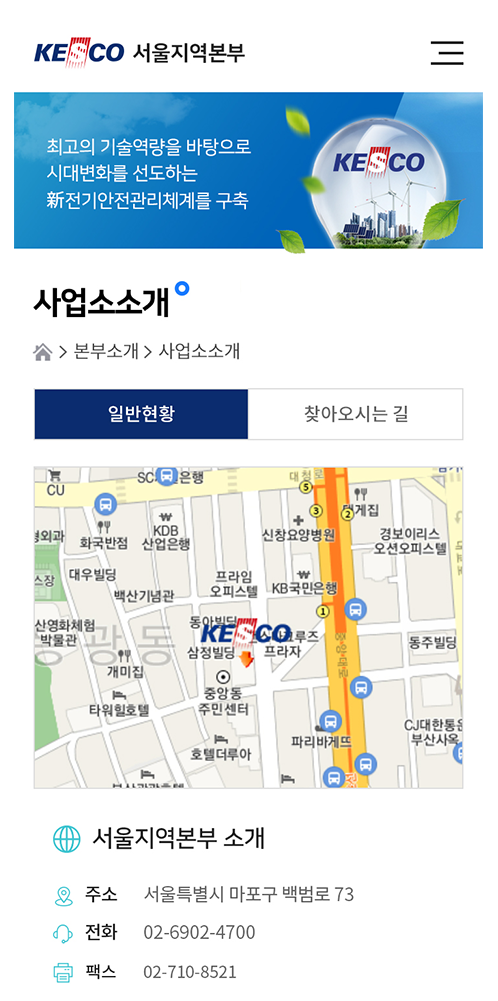 KESCO 서울지역본부
최고의 기술역량을 바탕으로
시대변화를 선도하는
新전기안전관리체계를 구축
KESCO
사업소소개
> 본부소개 > 사업소소개
일반현황
찾아오시는 길
CU
은행
대청로
5
3
2
화국반점
KDB
산업은행
신창요양병원
경보이리스
오션오피스텔
대우빌딩
백산기념관
프라임
오피스텔
KB국민은행
1
산영화체험
박물관
동아빌딩
KESCO
삼정빌딩
프라자
중앙대로
동주빌딩
광동
개미집
중앙동
주민센터
타워힐호텔
호텔더루아
파리바게뜨
CJ대한통운
부산사옥
서울지역본부 소개
주소 서울특별시 마포구 백범로 73
전화 02-6902-4700
팩스 02-710-8521